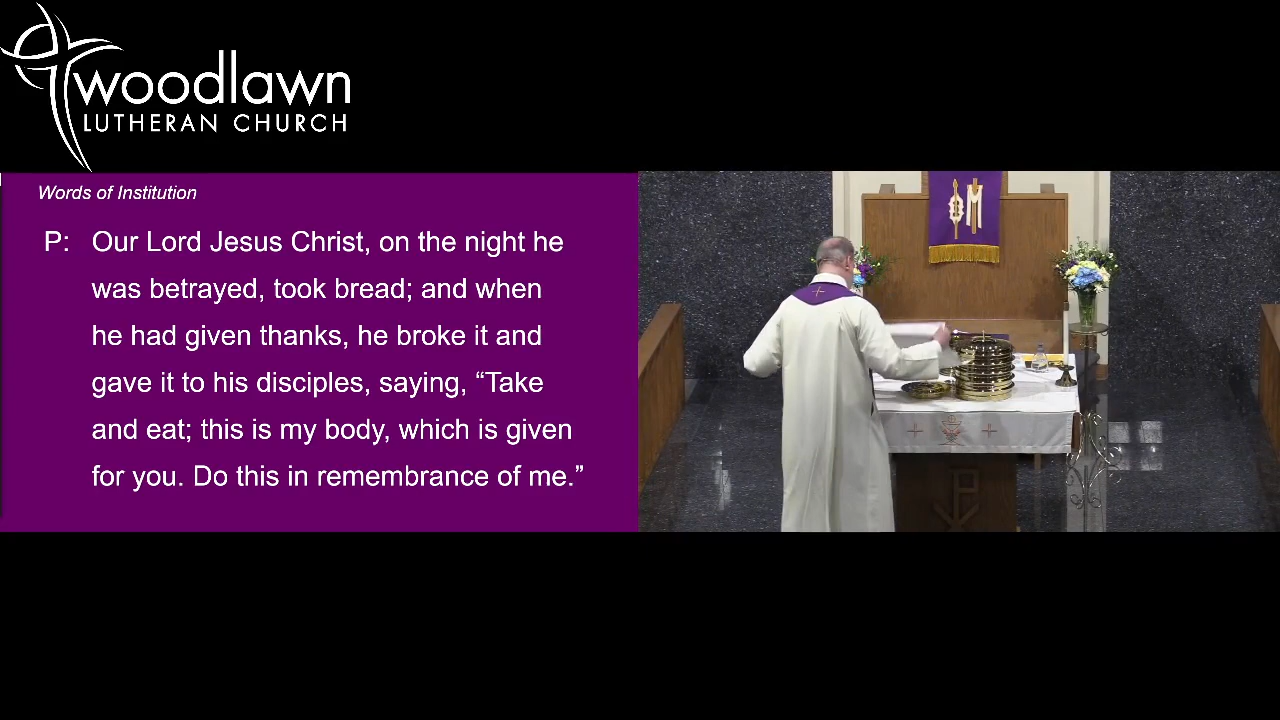 woodlawn
LUTHERAN CHURCH
Words of Institution
P: Our Lord Jesus Christ, on the night he
was betrayed, took bread; and when
he had given thanks, he broke it and
gave it to his disciples, saying, “Take
and eat; this is my body, which is given
for you. Do this in remembrance of me.”